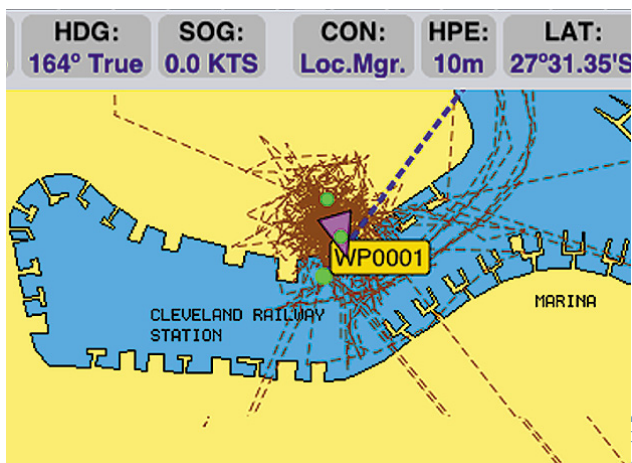 HDG: SOG: CON: HPE: LAT:
164° True 0.0 KTS Loc.Mgr. 10m 27°31.35'S
WP0001
MARINA
CLEVELAND RAILWAY
STATION